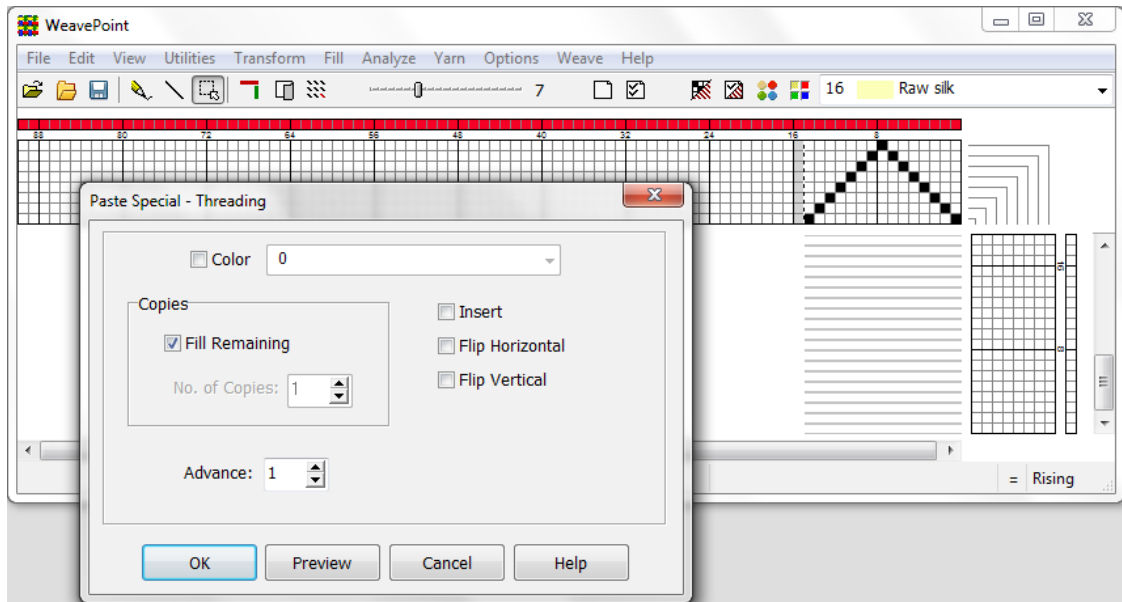 WeavePoint
File Edit View Utilities Transform Fill Analyze Yarn Options Weave Help
7 16 Raw silk
88 80 72 64 56 48 40 32 24 16 8
Paste Special - Threading
Color 0
16
Copies
Insert
Fill Remaining
Flip Horizontal
8
No. of Copies: 1
Flip Vertical
Advance: 1
= Rising
OK Preview Cancel Help